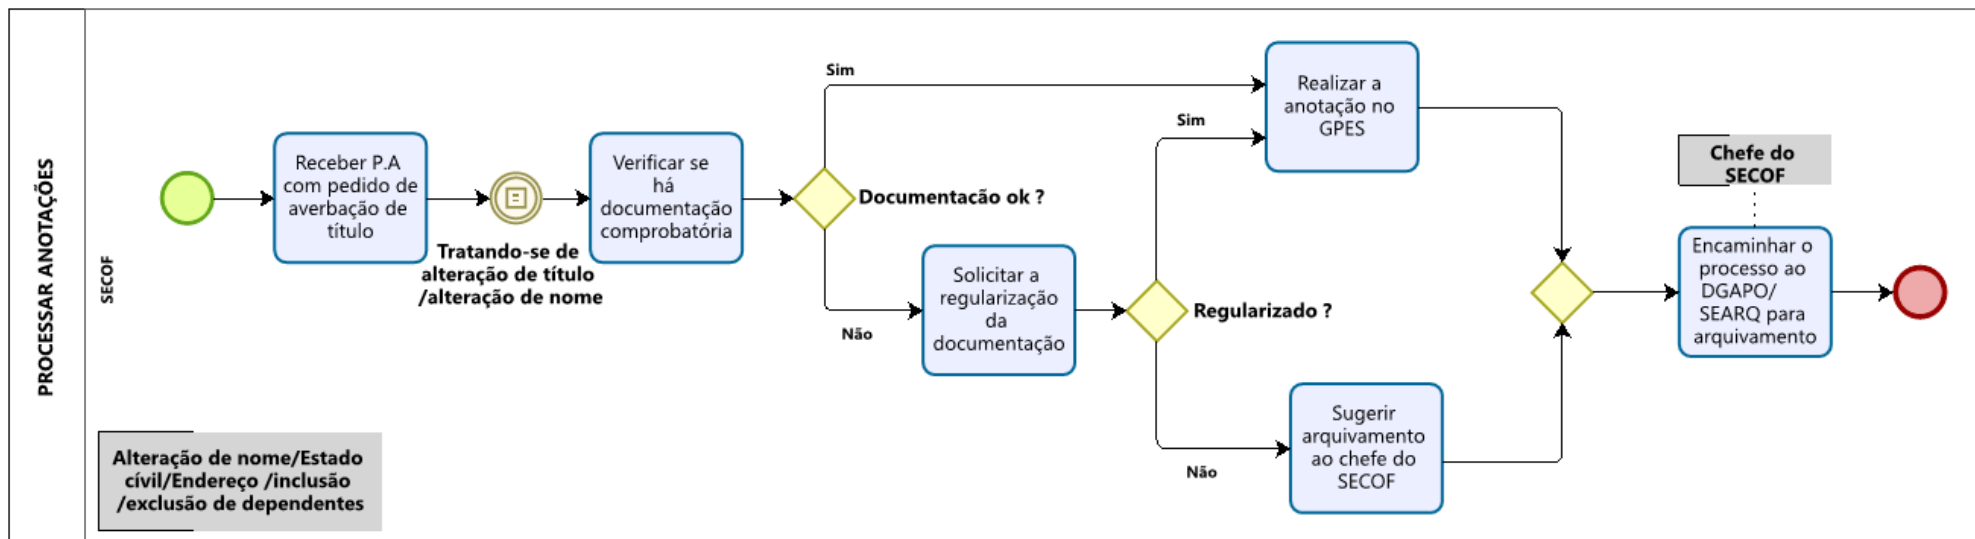 PROCESSAR ANOTAÇÕES
SECOF
Receber P.A
com pedido de
averbação de
título
Tratando-se de
alteração de título
/alteração de nome
Verificar se
há
documentação
comprobatória
Documentacão ok ?
Sim
Não
Solicitar a
regularização
da
documentação
Regularizado ?
Sim
Não
Realizar a
anotação no
GPES
Sugerir
arquivamento
ao chefe do
SECOF
Chefe do
SECOF
Encaminhar o
processo ao
DGAPO/
SEARQ para
arquivamento
Alteração de nome/Estado
cívil/Endereço /inclusão
/exclusão de dependentes